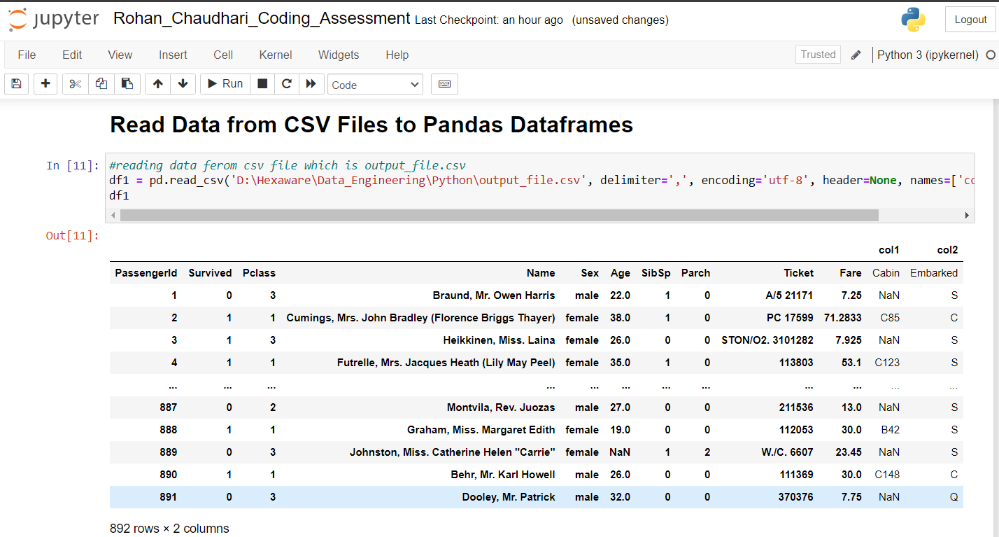 jupyter Rohan_Chaudhari_Coding_Assessment Last Checkpoint: an hour ago (unsaved changes) Logout
File Edit View Insert Cell Kernel Widgets Help Trusted Python 3 (ipykernel)
Run Code
Read Data from CSV Files to Pandas Dataframes
In [11]: #reading data ferom csv file which is output_file.csv
df1 = pd.read_csv('D:\Hexaware\Data_Engineering\Python\output_file.csv', delimiter=',', encoding='utf-8', header=None, names=['co
df1
Out[11]:
col1 col2
PassengerId Survived Pclass Name Sex Age SibSp Parch Ticket Fare Cabin Embarked
1 0 3 Braund, Mr. Owen Harris male 22.0 1 0 A/5 21171 7.25 NaN S
2 1 1 Cumings, Mrs. John Bradley (Florence Briggs Thayer) female 38.0 1 0 PC 17599 71.2833 C85 C
3 1 3 Heikkinen, Miss. Laina female 26.0 0 0 STON/O2. 3101282 7.925 NaN S
4 1 1 Futrelle, Mrs. Jacques Heath (Lily May Peel) female 35.0 1 0 113803 53.1 C123 S
... ... ... ... ... ... ... ... ... ... ... ...
887 0 2 Montvila, Rev. Juozas male 27.0 0 0 211536 13.0 NaN S
888 1 1 Graham, Miss. Margaret Edith female 19.0 0 0 112053 30.0 B42 S
889 0 3 Johnston, Miss. Catherine Helen "Carrie" female NaN 1 2 W./C. 6607 23.45 NaN S
890 1 1 Behr, Mr. Karl Howell male 26.0 0 0 111369 30.0 C148 C
891 0 3 Dooley, Mr. Patrick male 32.0 0 0 370376 7.75 NaN Q
892 rows × 2 columns